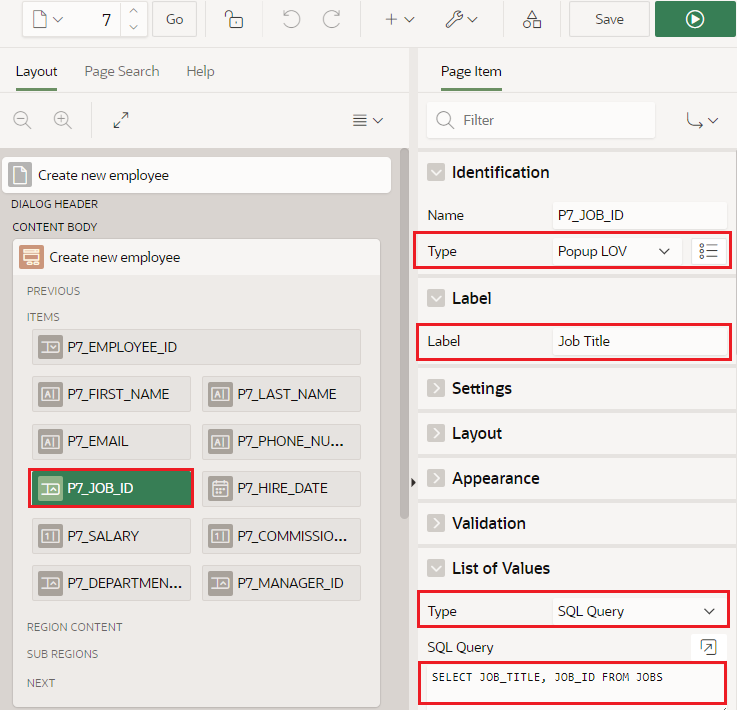 7 Go Save
Layout Page Search Help
Create new employee
DIALOG HEADER
CONTENT BODY
Create new employee
PREVIOUS
ITEMS
P7_EMPLOYEE_ID
P7_FIRST_NAME P7_LAST_NAME
P7_EMAIL P7_PHONE_NU...
P7_JOB_ID P7_HIRE_DATE
P7_SALARY P7_COMMISSIO...
P7_DEPARTMEN... P7_MANAGER_ID
REGION CONTENT
SUB REGIONS
NEXT
Page Item
Filter
Identification
Name P7_JOB_ID
Type Popup LOV
Label
Label Job Title
Settings
Layout
Appearance
Validation
List of Values
Type SQL Query
SQL Query
SELECT JOB_TITLE, JOB_ID FROM JOBS